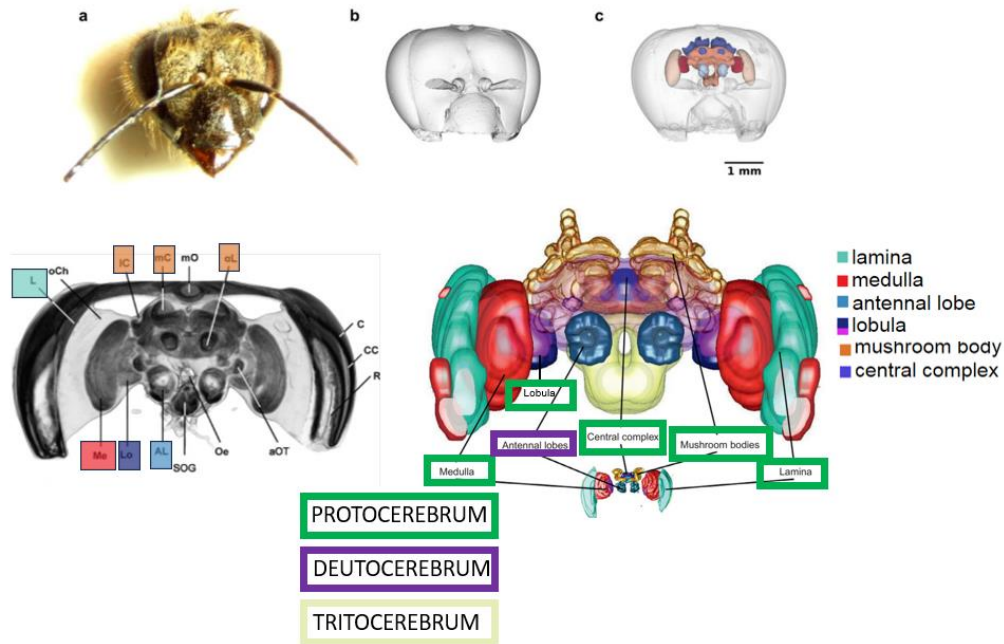 a
b
c
1 mm
L
oCh
lC
mC
mO
αL
C
CC
R
Me
Lo
AL
SOG
Oe
aOT
Lobula
Antennal lobes
Central complex
Mushroom bodies
Medulla
Lamina
lamina
medulla
antennal lobe
lobula
mushroom body
central complex
PROTOCEREBRUM
DEUTOCEREBRUM
TRITOCEREBRUM